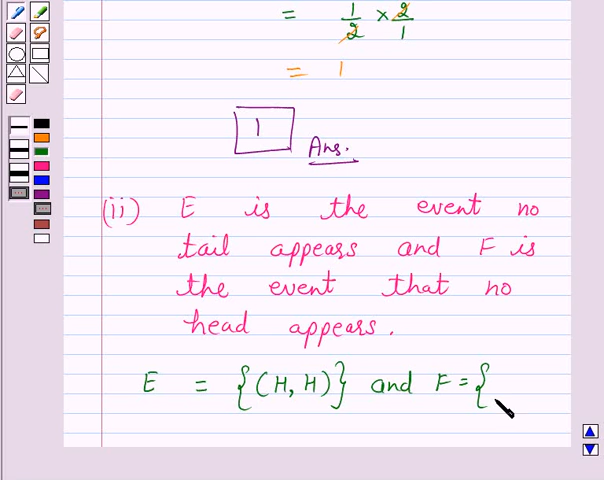 = 1/2 × 2/1
= 1
1 Ans.
(ii) E is the event no
tail appears and F is
the event that no
head appears.
E = {(H, H)} and F = {